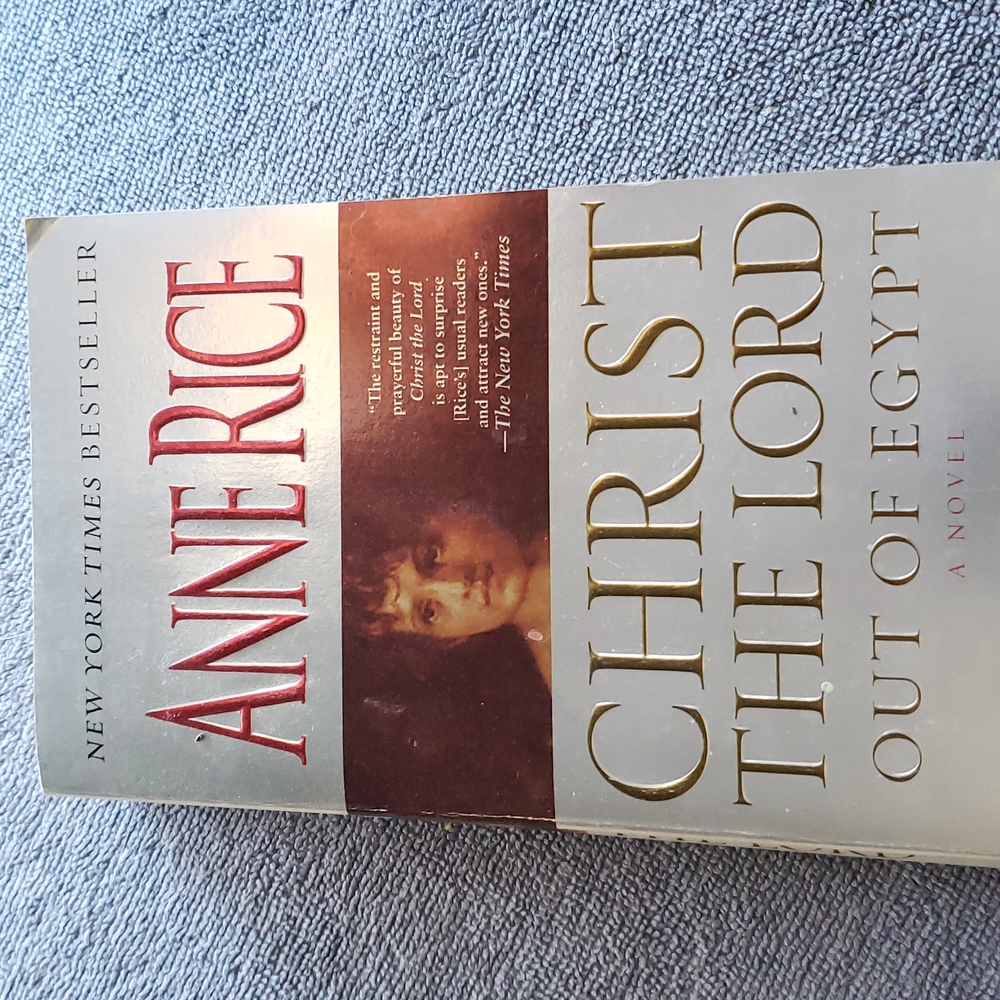 NEW YORK TIMES BESTSELLER
ANNE RICE
“The restraint and
prayerful beauty of
Christ the Lord
is apt to surprise
[Rice's] usual readers
and attract new ones.”
—The New York Times
CHRIST
THE LORD
OUT OF EGYPT
A NOVEL